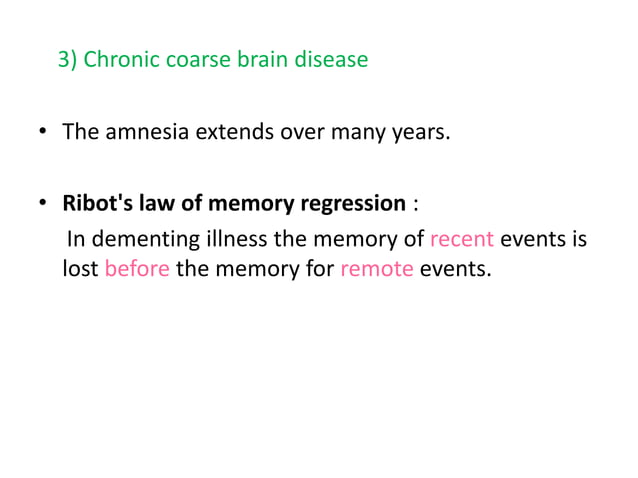 3) Chronic coarse brain disease
• The amnesia extends over many years.
• Ribot's law of memory regression :
In dementing illness the memory of recent events is
lost before the memory for remote events.